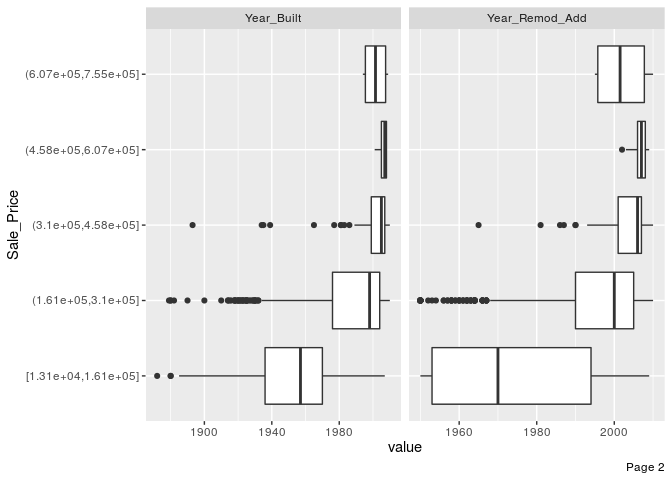 Year_Built Year_Remod_Add
Sale_Price
(6.07e+05,7.55e+05]
(4.58e+05,6.07e+05]
(3.1e+05,4.58e+05]
(1.61e+05,3.1e+05]
[1.31e+04,1.61e+05]
1900 1940 1980 1960 1980 2000
value
Page 2